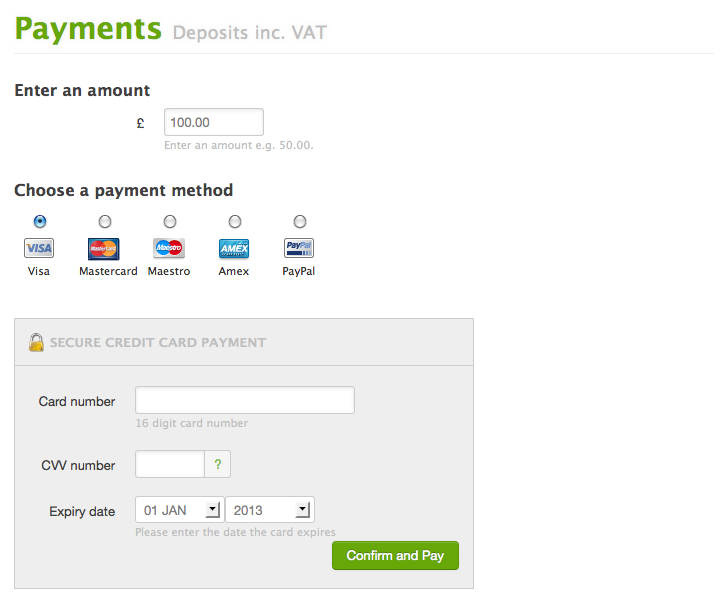 Payments Deposits inc. VAT
Enter an amount
£ 100.00
Enter an amount e.g. 50.00.
Choose a payment method
VISA MasterCard Maestro AMEX PayPal
Visa Mastercard Maestro Amex PayPal
SECURE CREDIT CARD PAYMENT
Card number
16 digit card number
CVV number ?
Expiry date 01 JAN 2013
Please enter the date the card expires
Confirm and Pay